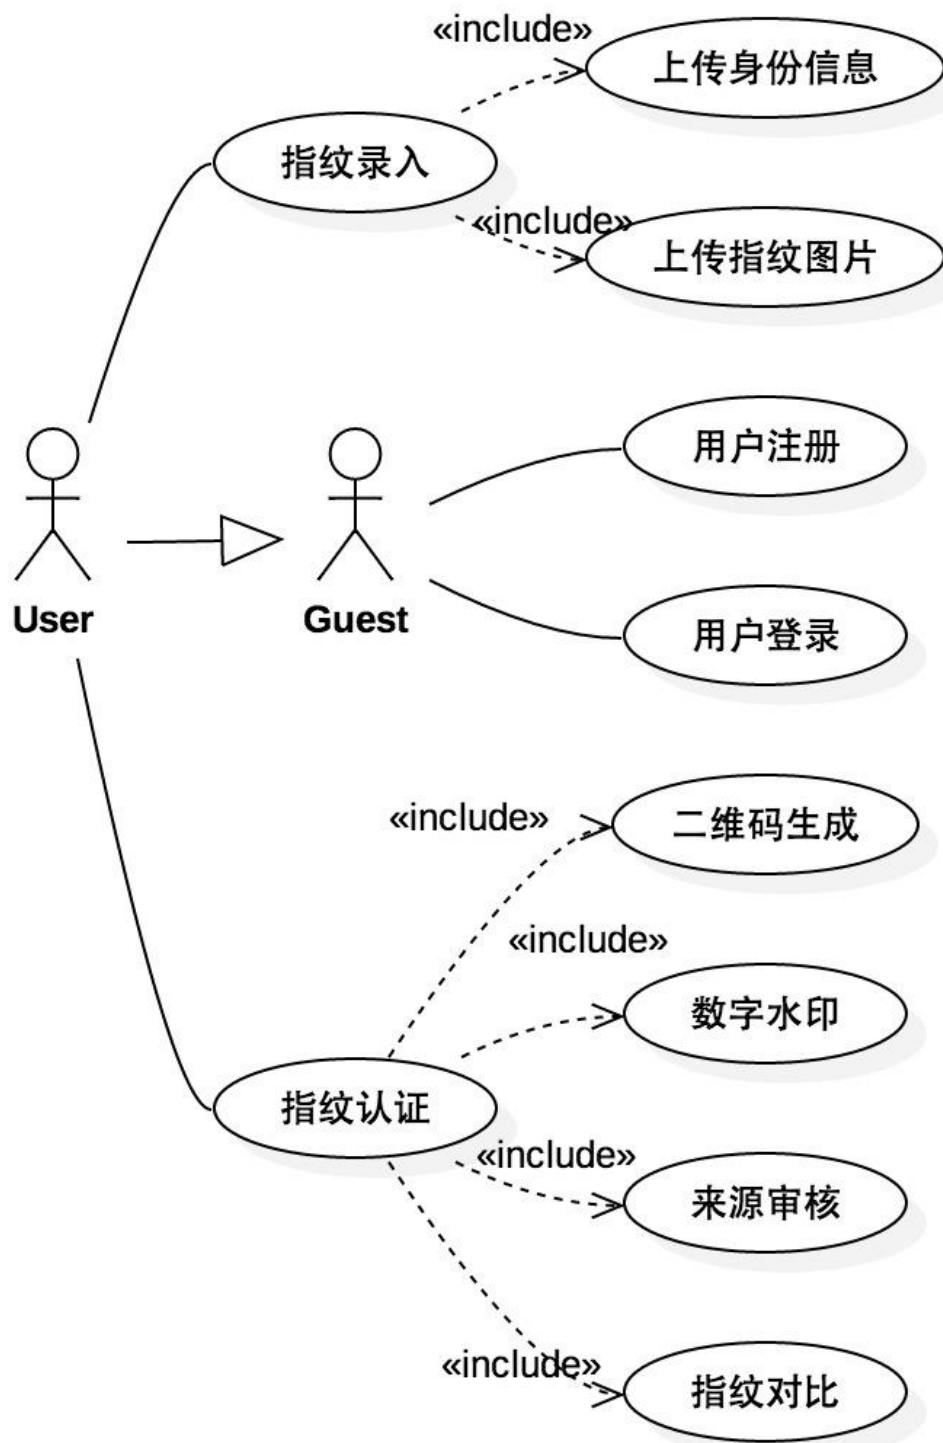 «include»
上传身份信息
指纹录入
«include»
上传指纹图片
用户注册
User
Guest
用户登录
«include»
二维码生成
«include»
数字水印
指纹认证
«include»
来源审核
«include»
指纹对比